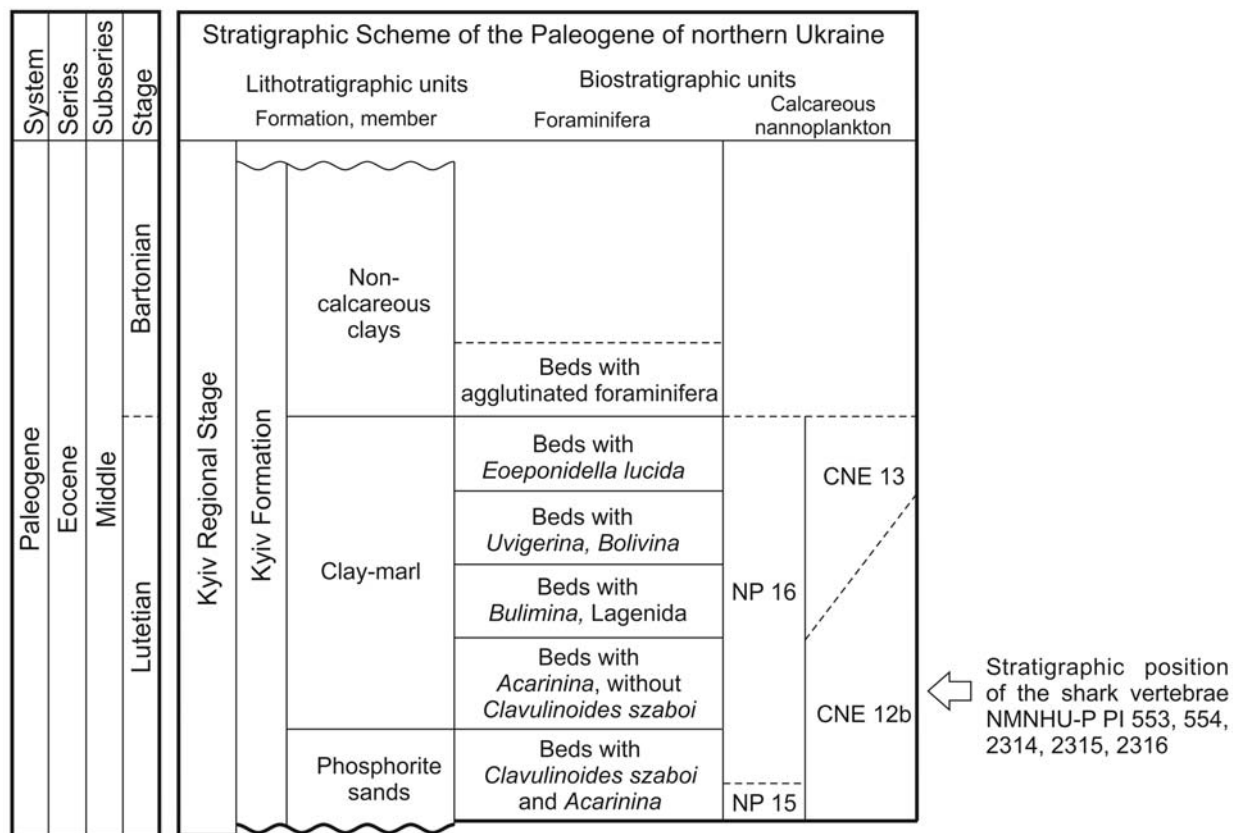 System
Series
Subseries
Stage
Stratigraphic Scheme of the Paleogene of northern Ukraine
Lithotratigraphic units
Biostratigraphic units
Formation, member
Foraminifera
Calcareous
nannoplankton
Paleogene
Eocene
Middle
Bartonian
Lutetian
Kyiv Regional Stage
Kyiv Formation
Non-
calcareous
clays
Beds with
agglutinated foraminifera
Clay-marl
Beds with
Eoeponidella lucida
Beds with
Uvigerina, Bolivina
Beds with
Bulimina, Lagenida
Beds with
Acarinina, without
Clavulinoides szaboi
Phosphorite
sands
Beds with
Clavulinoides szaboi
and Acarinina
NP 16
NP 15
CNE 13
CNE 12b
Stratigraphic position
of the shark vertebrae
NMNHU-P PI 553, 554,
2314, 2315, 2316